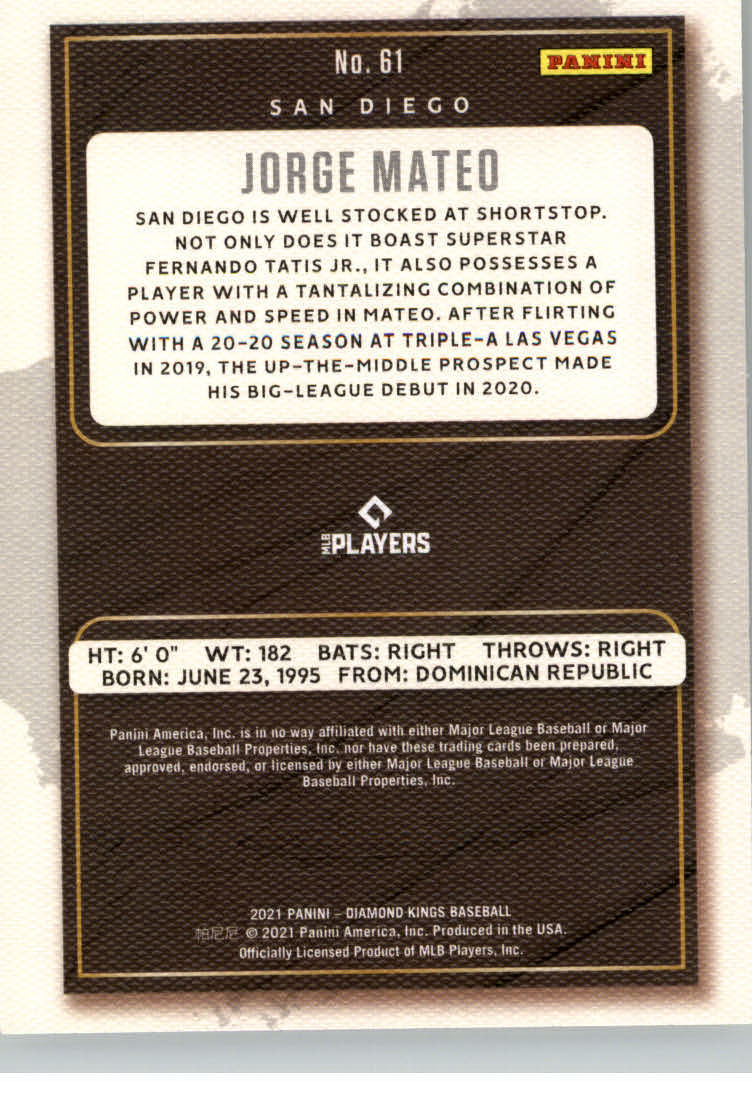 No. 61
PANINI
SAN DIEGO
JORGE MATEO
SAN DIEGO IS WELL STOCKED AT SHORTSTOP.
NOT ONLY DOES IT BOAST SUPERSTAR
FERNANDO TATIS JR., IT ALSO POSSESSES A
PLAYER WITH A TANTALIZING COMBINATION OF
POWER AND SPEED IN MATEO. AFTER FLIRTING
WITH A 20-20 SEASON AT TRIPLE-A LAS VEGAS
IN 2019, THE UP-THE-MIDDLE PROSPECT MADE
HIS BIG-LEAGUE DEBUT IN 2020.
MLB PLAYERS
HT: 6' 0" WT: 182 BATS: RIGHT THROWS: RIGHT
BORN: JUNE 23, 1995 FROM: DOMINICAN REPUBLIC
Panini America, Inc. is in no way affiliated with either Major League Baseball or Major
League Baseball Properties, Inc. nor have these trading cards been prepared,
approved, endorsed, or licensed by either Major League Baseball or Major League
Baseball Properties, Inc.
2021 PANINI – DIAMOND KINGS BASEBALL
帕尼尼 © 2021 Panini America, Inc. Produced in the USA.
Officially Licensed Product of MLB Players, Inc.